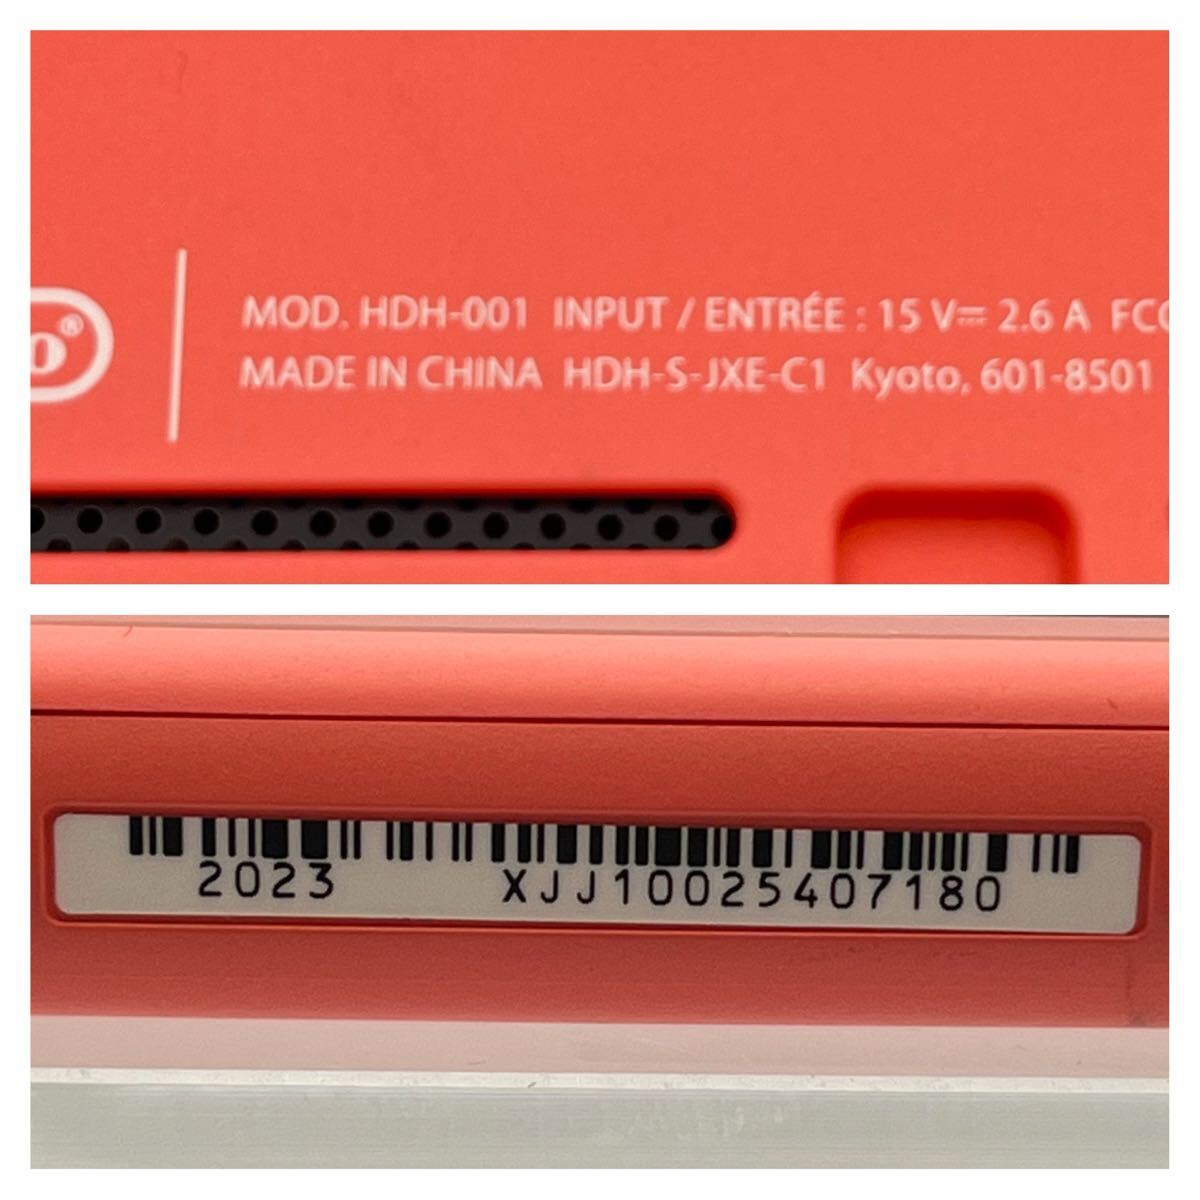 o®
MOD. HDH-001 INPUT / ENTRÉE : 15 V⎓ 2.6 A FCC
MADE IN CHINA HDH-S-JXE-C1 Kyoto, 601-8501
2023 XJJ10025407180